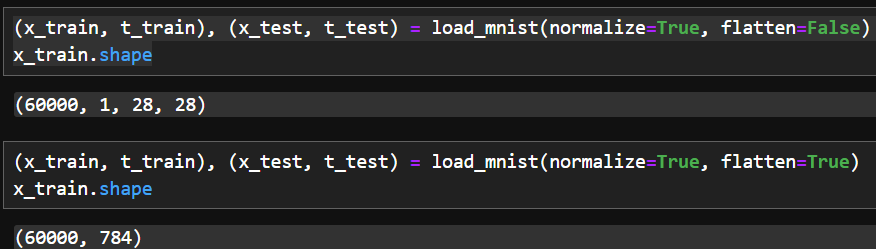 (x_train, t_train), (x_test, t_test) = load_mnist(normalize=True, flatten=False)
x_train.shape
(60000, 1, 28, 28)
(x_train, t_train), (x_test, t_test) = load_mnist(normalize=True, flatten=True)
x_train.shape
(60000, 784)